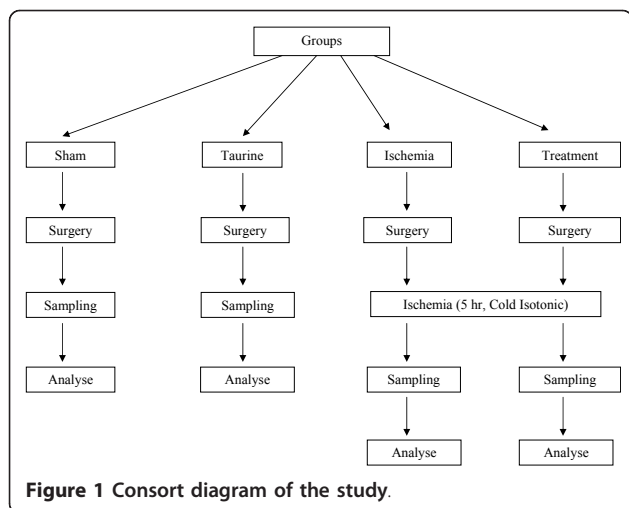 Groups
Sham Taurine Ischemia Treatment
Surgery Surgery Surgery Surgery
Sampling Sampling Ischemia (5 hr, Cold Isotonic)
Analyse Analyse Sampling Sampling
Analyse Analyse
Figure 1 Consort diagram of the study.